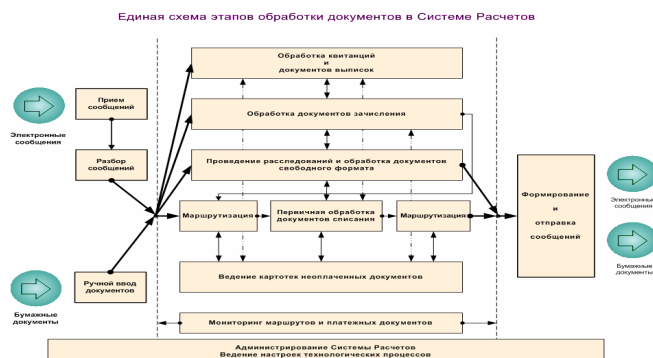 Единая схема этапов обработки документов в Системе Расчетов
Обработка квитанций
и
документов выписок
Прием
сообщений
Обработка документов зачисления
Электронные
сообщения
Разбор
сообщений
Проведение расследований и обработка документов
свободного формата
Формирование
и
отправка
сообщений
Электронные
сообщения
Маршрутизация
Первичная обработка
документов списания
Маршрутизация
Бумажные
документы
Ручной ввод
документов
Ведение картотек неоплаченных документов
Бумажные
документы
Мониторинг маршрутов и платежных документов
Администрирование Системы Расчетов
Ведение настроек технологических процессов